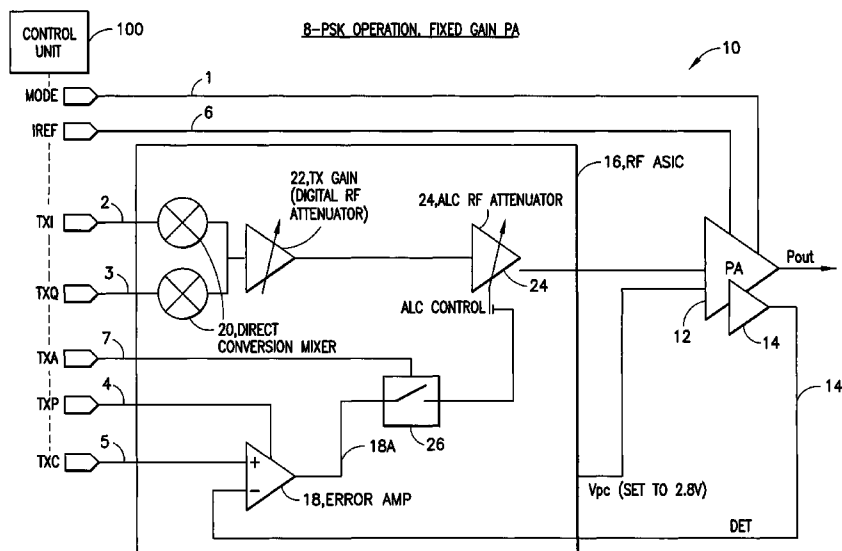 8-PSK OPERATION, FIXED GAIN PA
CONTROL
UNIT
100
10
MODE
1
IREF
6
16,RF ASIC
22,TX GAIN
(DIGITAL RF
ATTENUATOR)
24,ALC RF ATTENUATOR
TXI
2
PA
Pout
TXQ
3
24
ALC CONTROL
12
14
20,DIRECT
CONVERSION MIXER
TXA
7
TXP
4
14
26
TXC
5
18A
+
-
18,ERROR AMP
Vpc (SET TO 2.8V)
DET